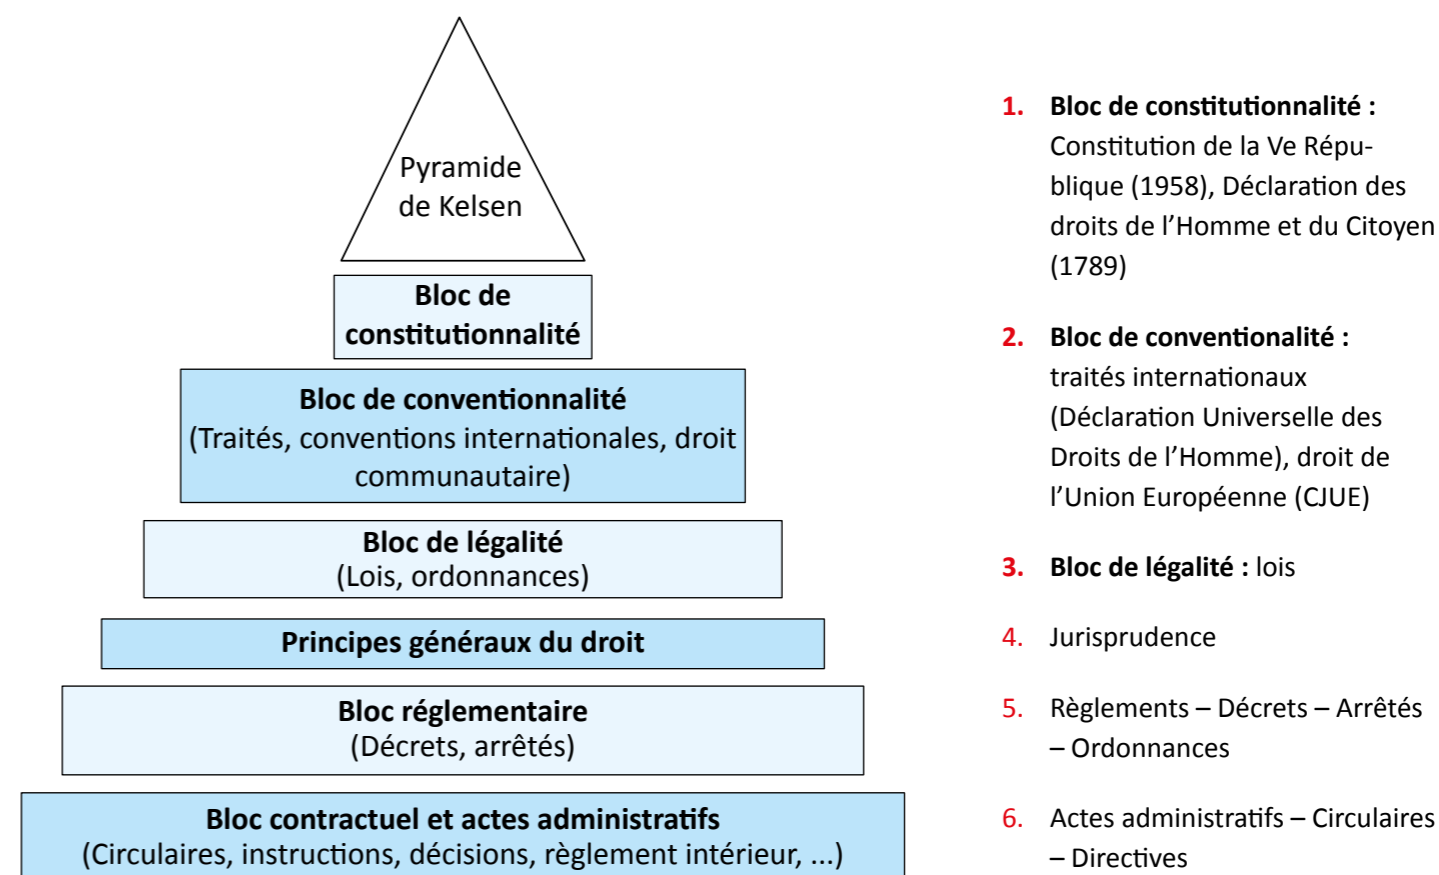 Pyramide
de Kelsen
Bloc de
constitutionnalité
Bloc de conventionnalité
(Traités, conventions internationales, droit
communautaire)
Bloc de légalité
(Lois, ordonnances)
Principes généraux du droit
Bloc réglementaire
(Décrets, arrêtés)
Bloc contractuel et actes administratifs
(Circulaires, instructions, décisions, règlement intérieur, ...)
1. Bloc de constitutionnalité :
Constitution de la Ve Répu-
blique (1958), Déclaration des
droits de l’Homme et du Citoyen
(1789)
2. Bloc de conventionalité :
traités internationaux
(Déclaration Universelle des
Droits de l’Homme), droit de
l’Union Européenne (CJUE)
3. Bloc de légalité : lois
4. Jurisprudence
5. Règlements – Décrets – Arrêtés
– Ordonnances
6. Actes administratifs – Circulaires
– Directives